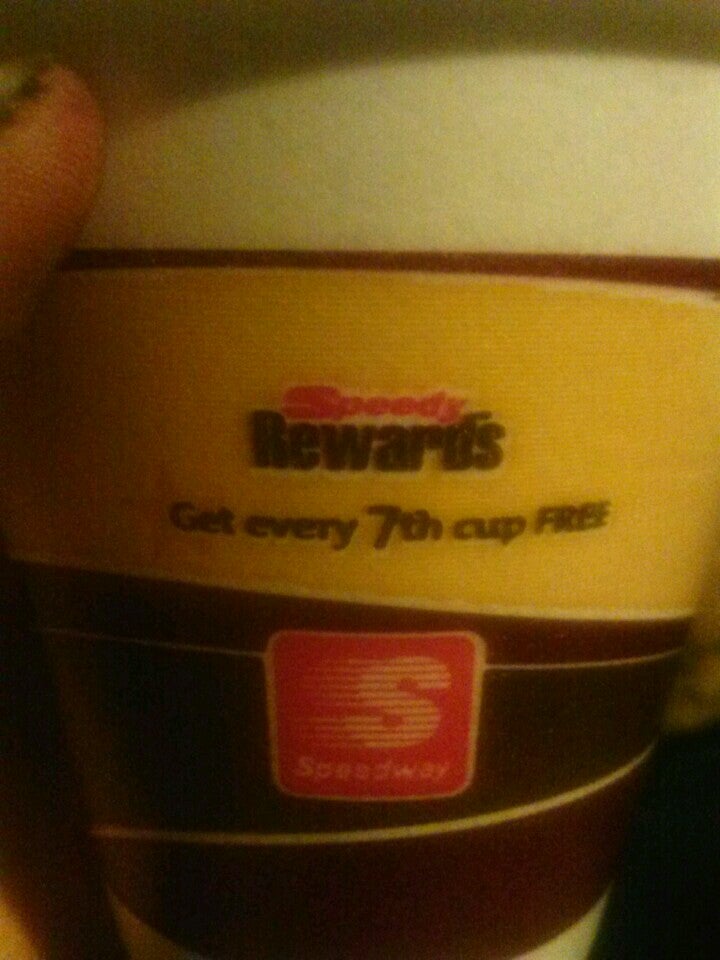 Speedy
Rewards
Get every 7th cup FREE
S
Speedway